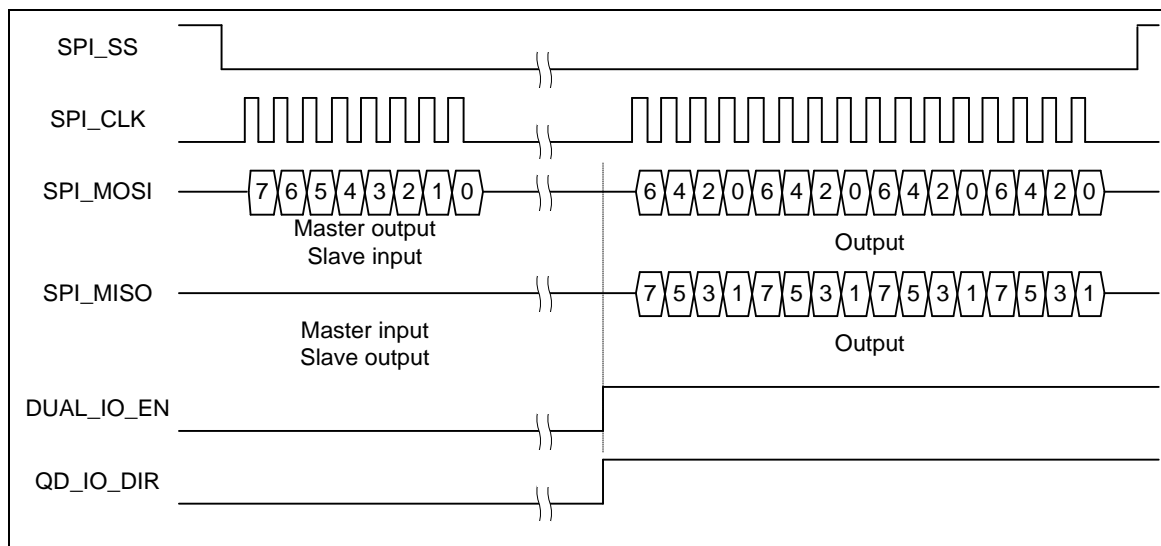 SPI_SS
SPI_CLK
SPI_MOSI 7 6 5 4 3 2 1 0 6 4 2 0 6 4 2 0 6 4 2 0 6 4 2 0
Master output
Slave input
Output
SPI_MISO 7 5 3 1 7 5 3 1 7 5 3 1 7 5 3 1
Master input
Slave output
Output
DUAL_IO_EN
QD_IO_DIR